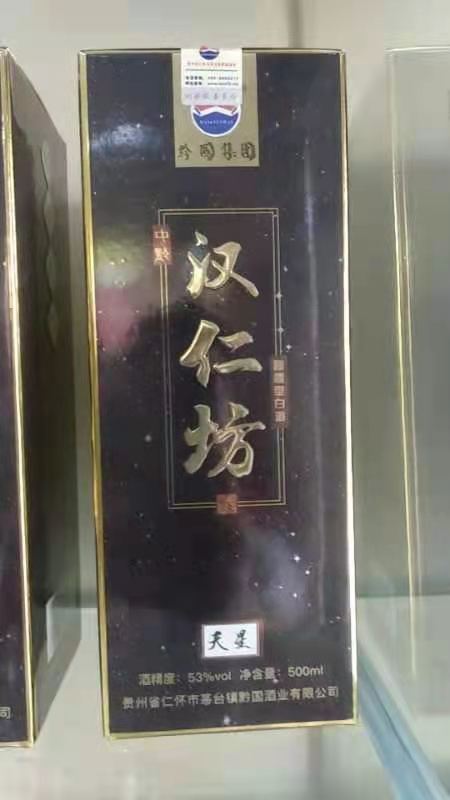 黔國集团
中黔
汉仁坊
酱香型白酒
天星
酒精度：53%vol 净含量：500ml
贵州省仁怀市茅台镇黔国酒业有限公司
司